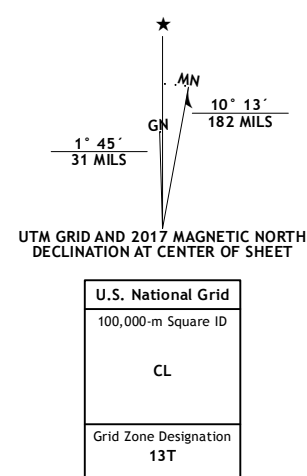 ★
MN
GN
10° 13´
182 MILS
1° 45´
31 MILS
UTM GRID AND 2017 MAGNETIC NORTH
DECLINATION AT CENTER OF SHEET
U.S. National Grid
100,000-m Square ID
CL
Grid Zone Designation
13T